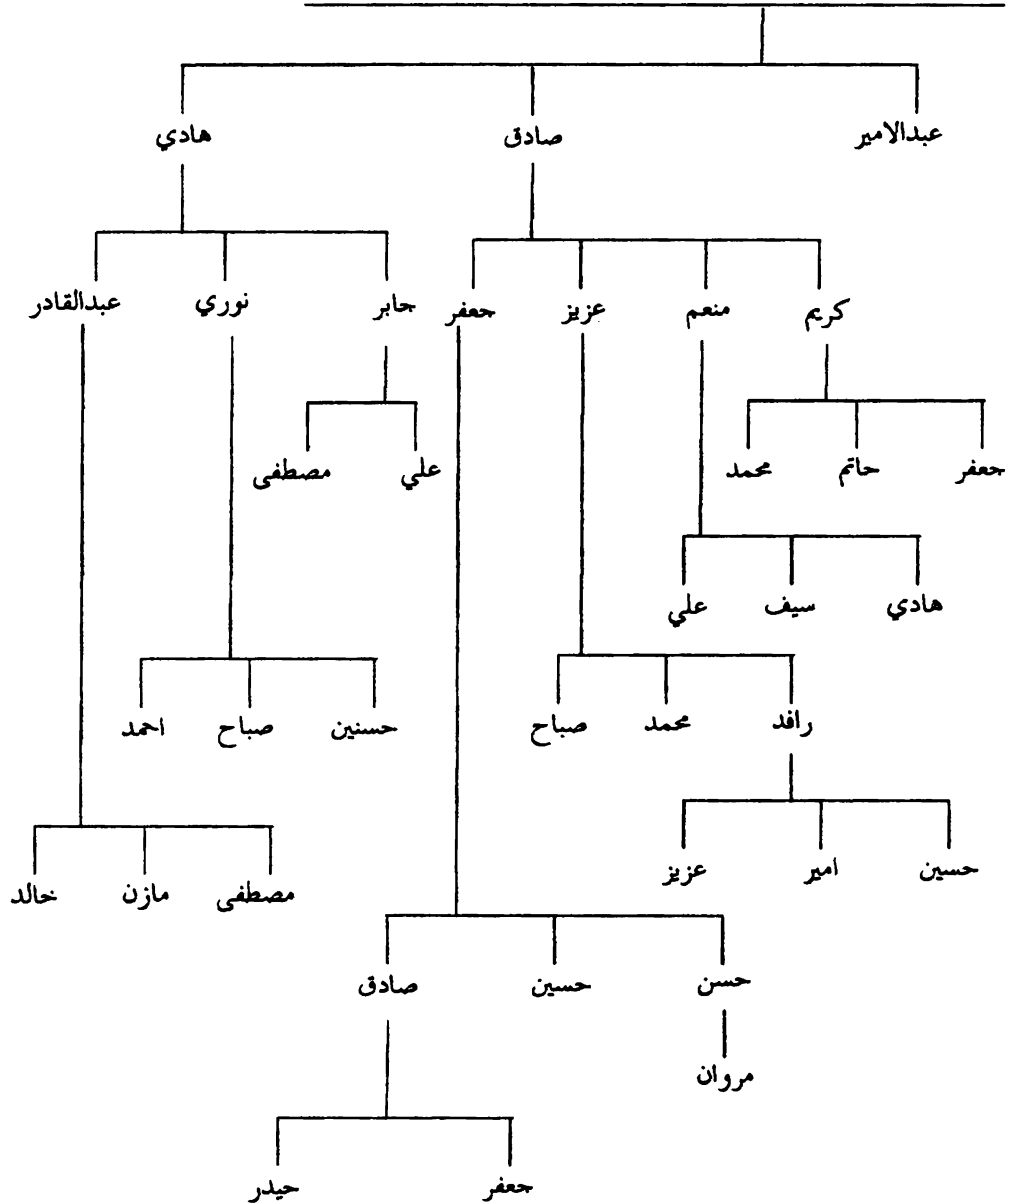 عبدالامير صادق هادي
كريم منعم عزيز جعفر جابر نوري عبدالقادر
جعفر حاتم محمد علي مصطفى
هادي سيف علي
رافد محمد صباح حسنين صباح احمد
حسين امير عزيز مصطفى مازن خالد
حسن حسين صادق
مروان
جعفر حيدر